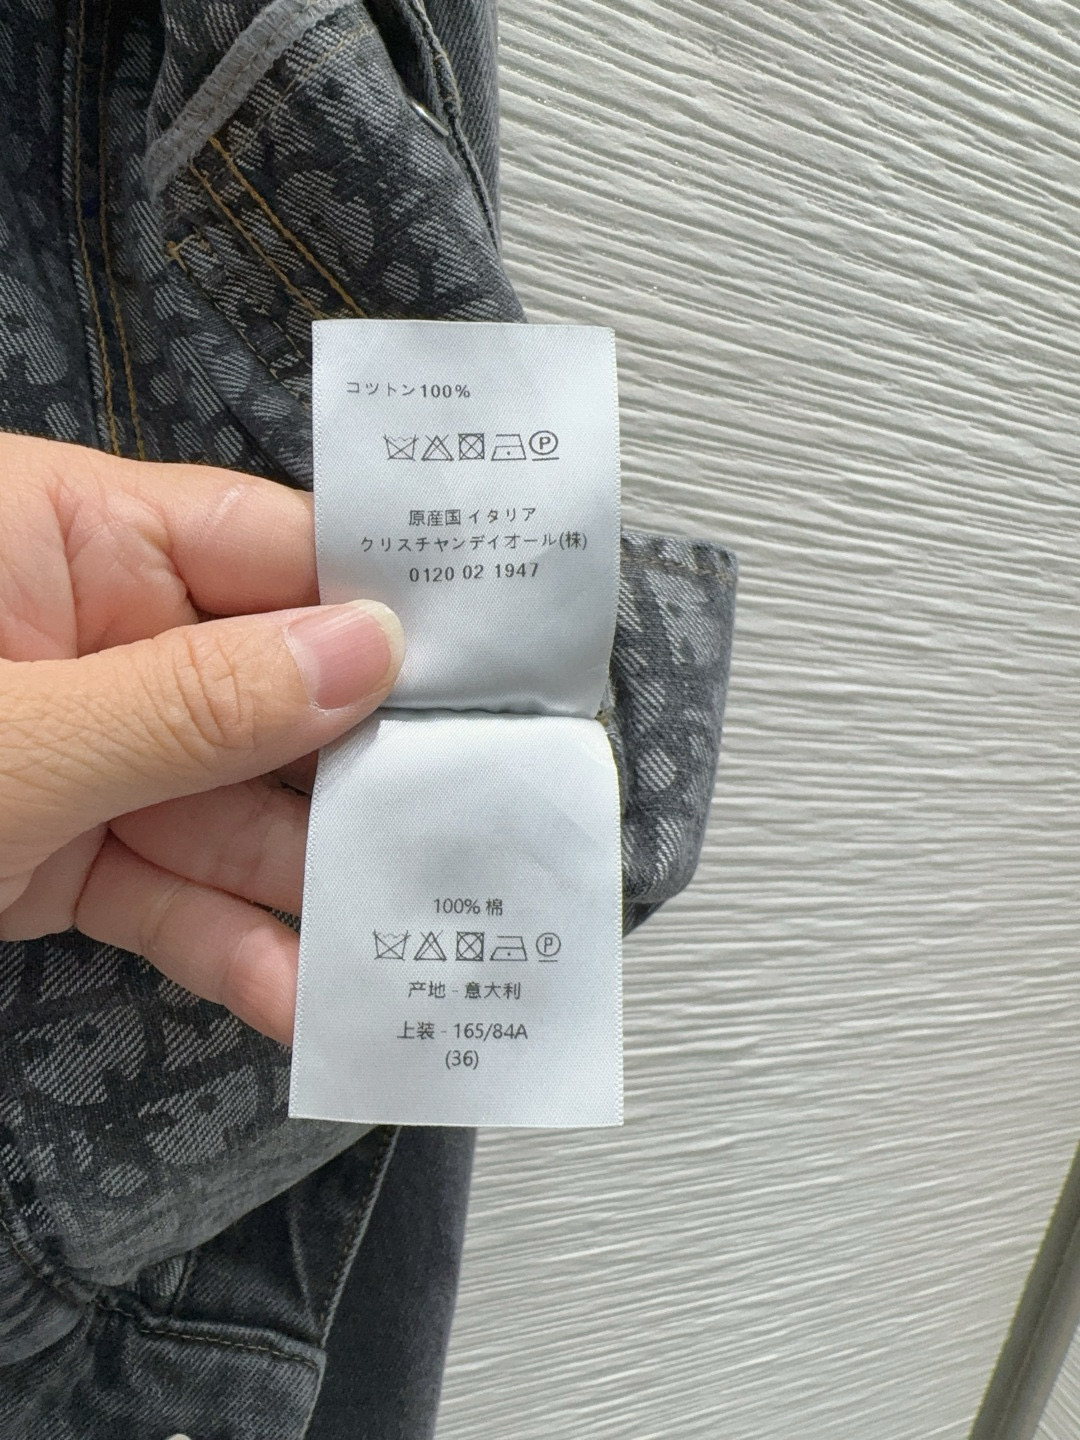 コットン100%
P
原産国 イタリア
クリスチャンディオール(株)
0120 02 1947
100% 棉
P
产地 - 意大利
上装 - 165/84A
(36)